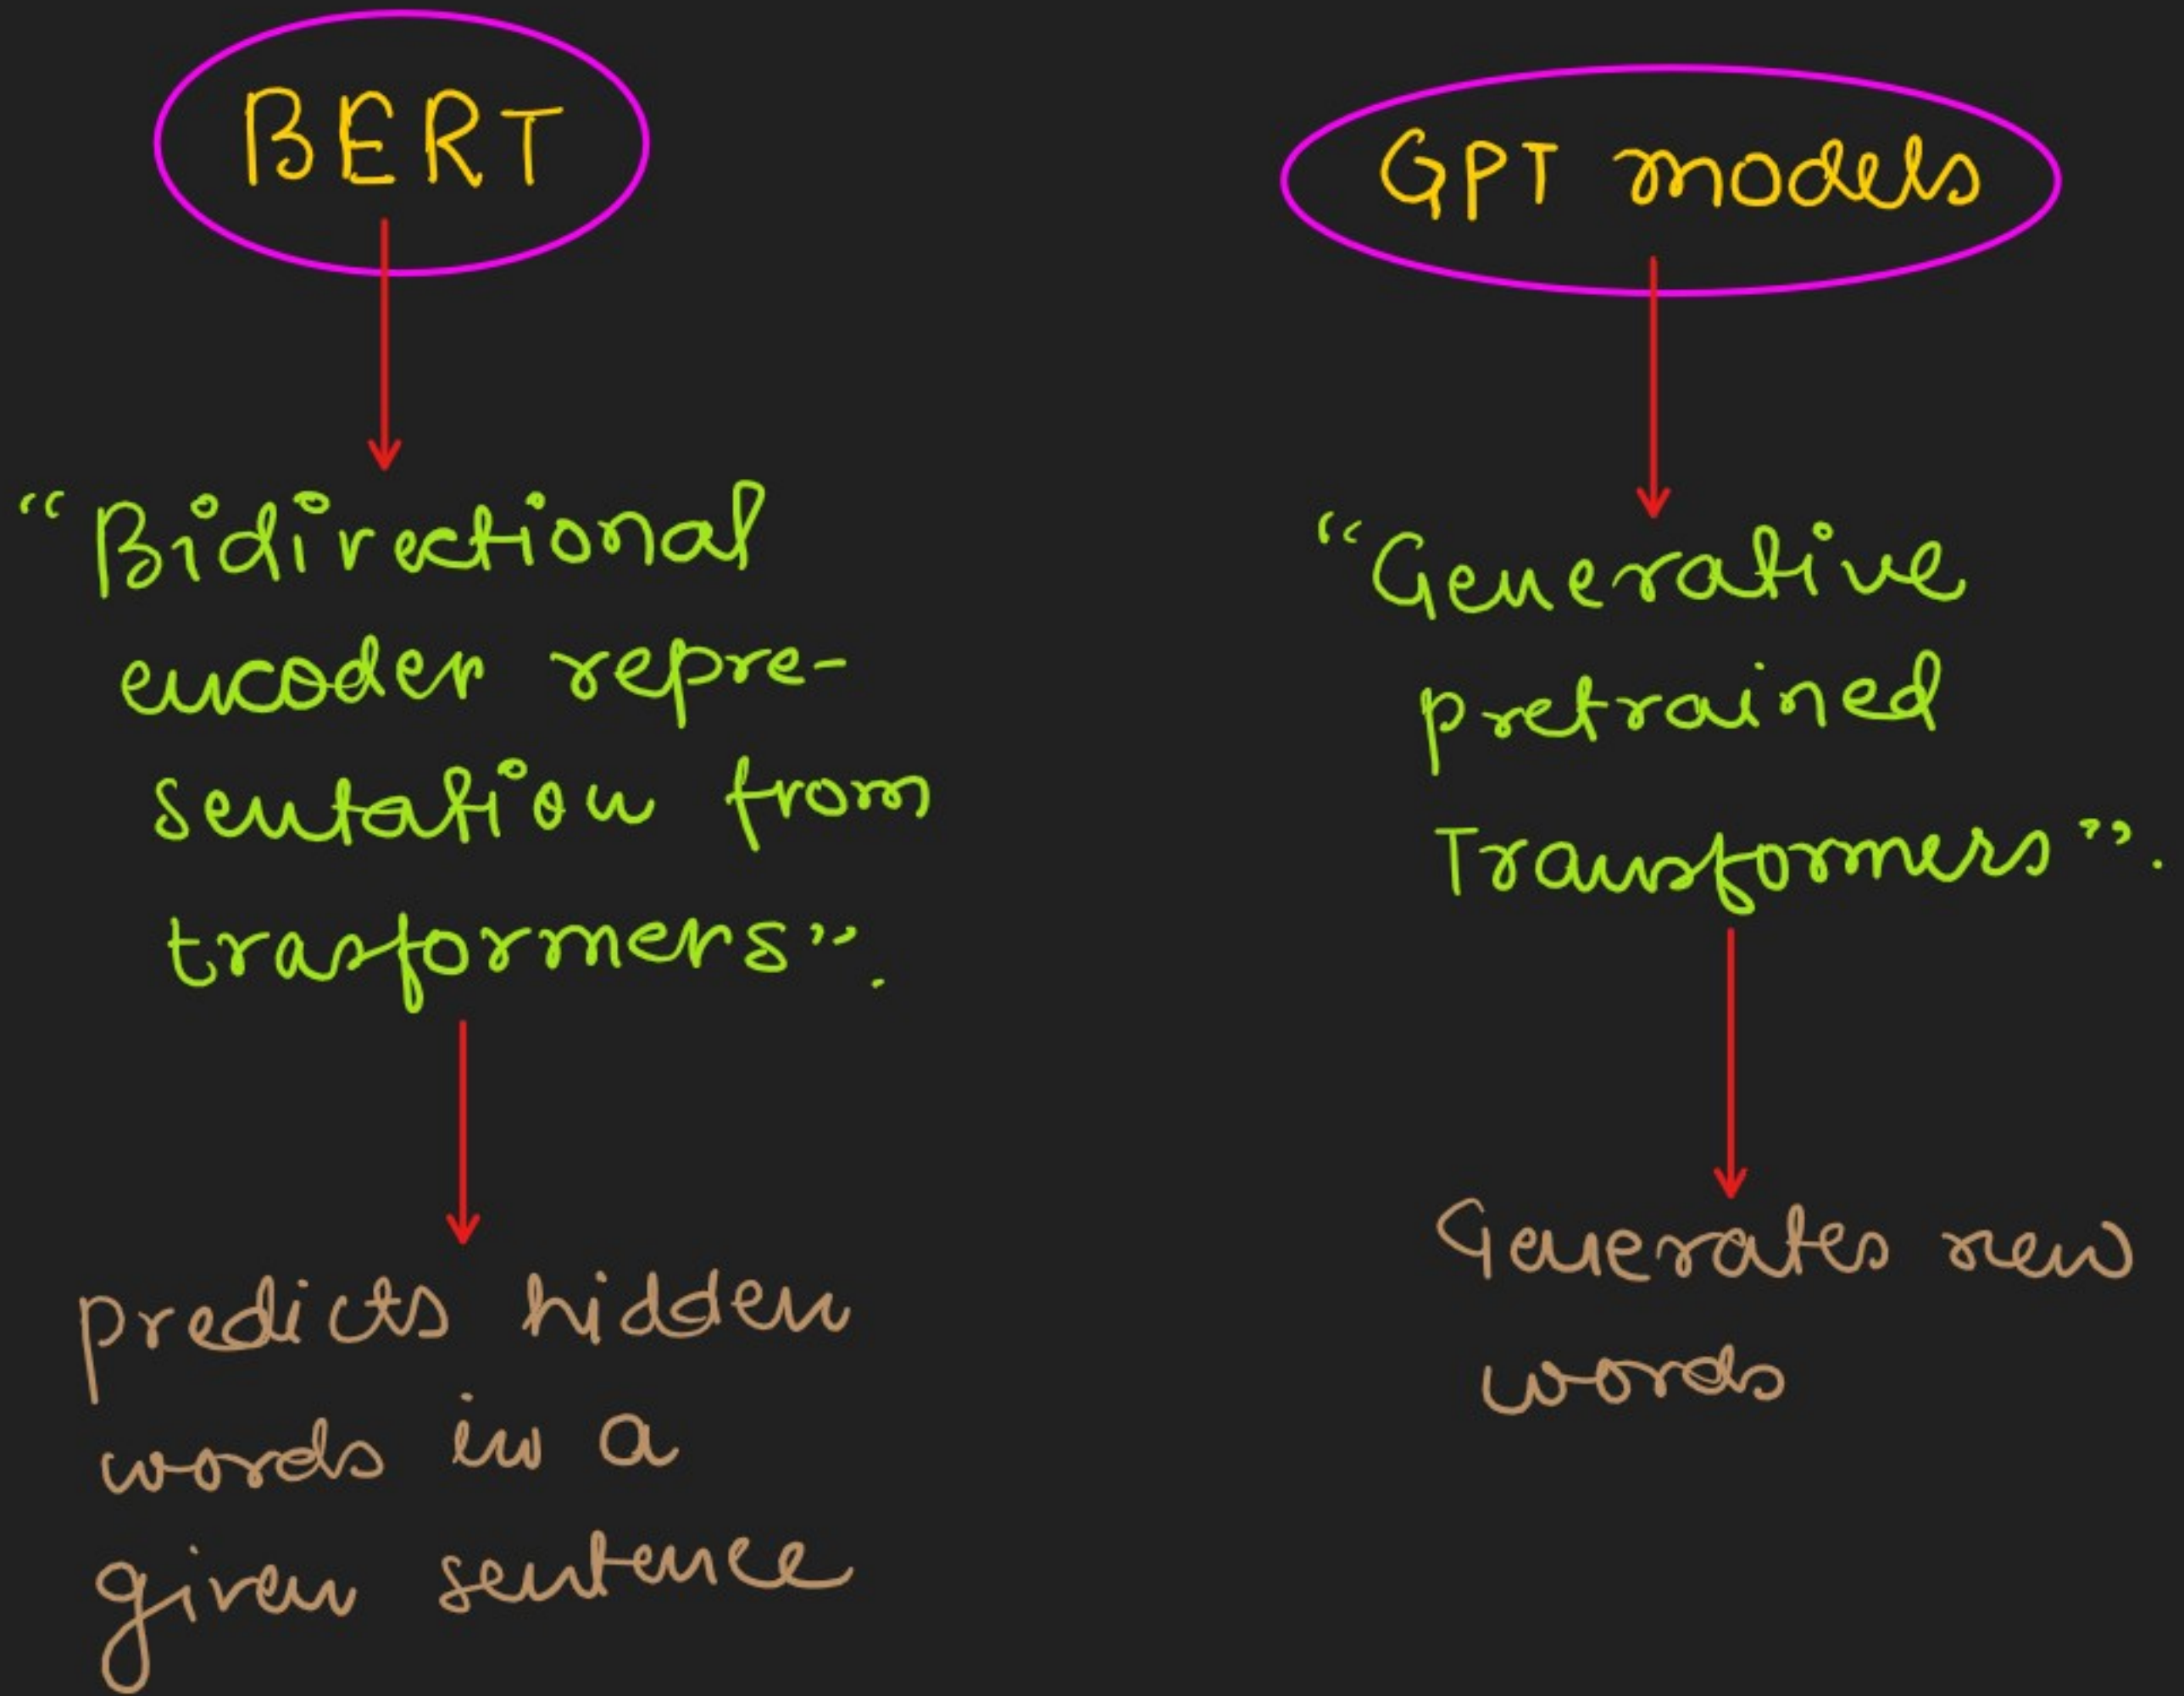 BERT
"Bidirectional
encoder repre-
sentation from
trasformers".
predicts hidden
words in a
given sentence
GPT models
"Generative
pretrained
Transformers".
Generates new
words